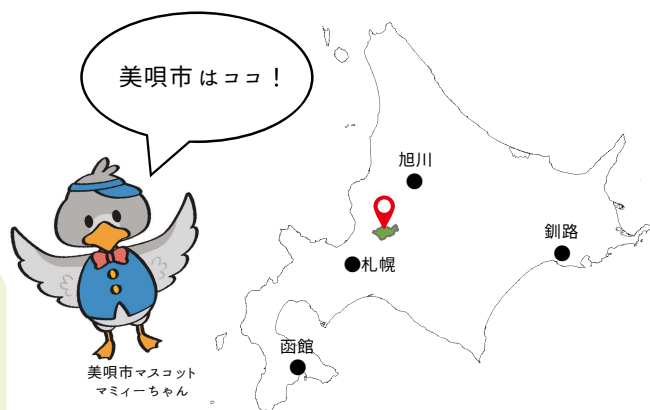 美唄市はココ！
旭川
釧路
札幌
函館
美唄市マスコット
マミィーちゃん